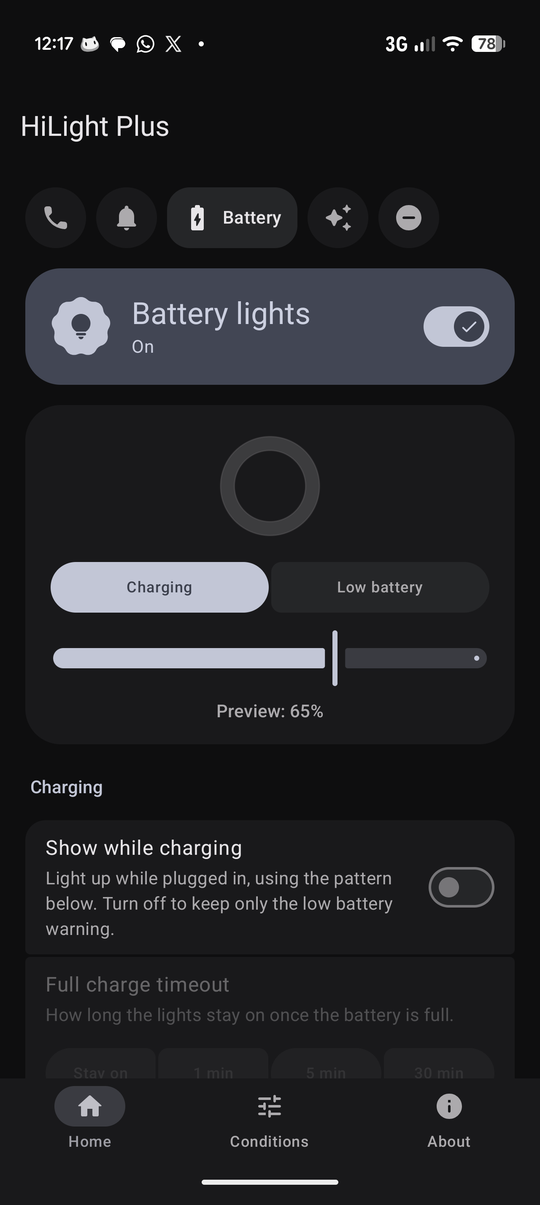 12:17
3G
78
HiLight Plus
Battery
Battery lights
On
Charging
Low battery
Preview: 65%
Charging
Show while charging
Light up while plugged in, using the pattern
below. Turn off to keep only the low battery
warning.
Full charge timeout
How long the lights stay on once the battery is full.
Stay on
1 min
5 min
30 min
Home
Conditions
About